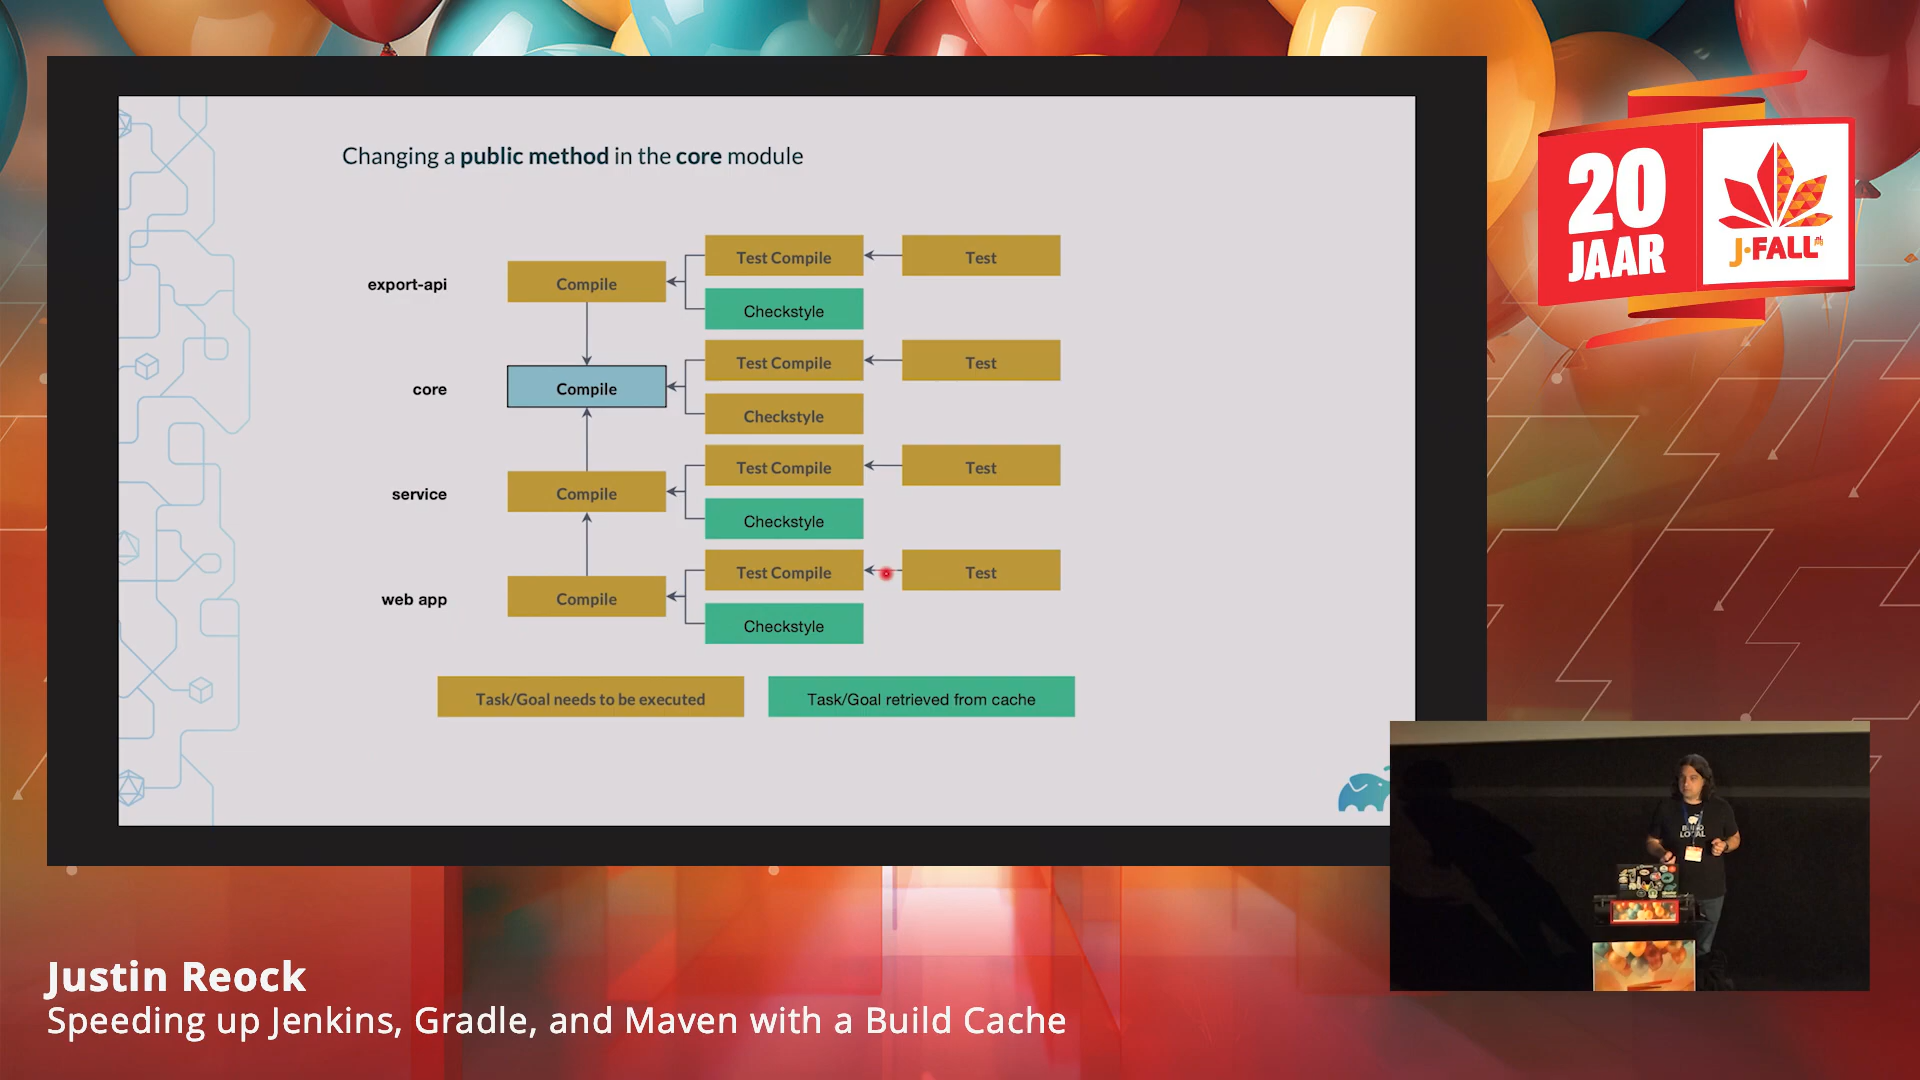 Changing a public method in the core module
export-api
Compile
Test Compile
Test
Checkstyle
core
Compile
Test Compile
Test
Checkstyle
service
Compile
Test Compile
Test
Checkstyle
web app
Compile
Test Compile
Test
Checkstyle
Task/Goal needs to be executed
Task/Goal retrieved from cache
20
JAAR
J-FALL
BUILD
LOCAL
Justin Reock
Speeding up Jenkins, Gradle, and Maven with a Build Cache